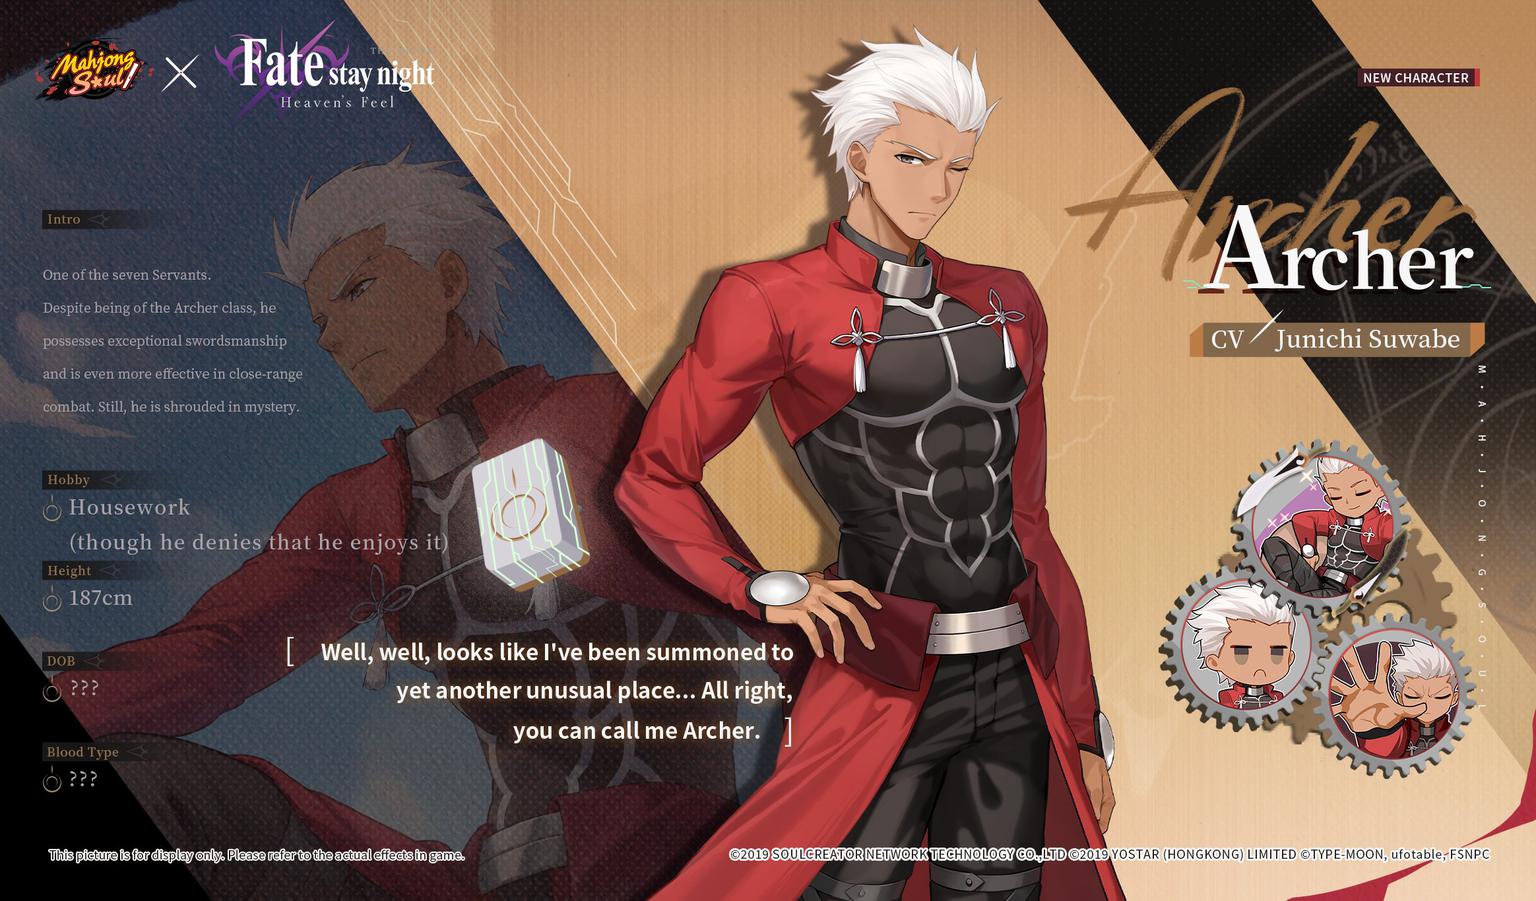 Mahjong
Soul!
Fate
stay night
Heaven's Feel
NEW CHARACTER
Archer
Archer
CV Junichi Suwabe
Intro
One of the seven Servants.
Despite being of the Archer class, he
possesses exceptional swordsmanship
and is even more effective in close-range
combat. Still, he is shrouded in mystery.
Hobby
Housework
(though he denies that he enjoys it)
Height
187cm
DOB
???
Blood Type
???
[ Well, well, looks like I've been summoned to
yet another unusual place... All right,
you can call me Archer. ]
M·A·H·J·O·N·G·S·O·U·L
This picture is for display only. Please refer to the actual effects in game.
©2019 SOULCREATOR NETWORK TECHNOLOGY CO.,LTD ©2019 YOSTAR (HONGKONG) LIMITED ©TYPE-MOON, ufotable, FSNPC